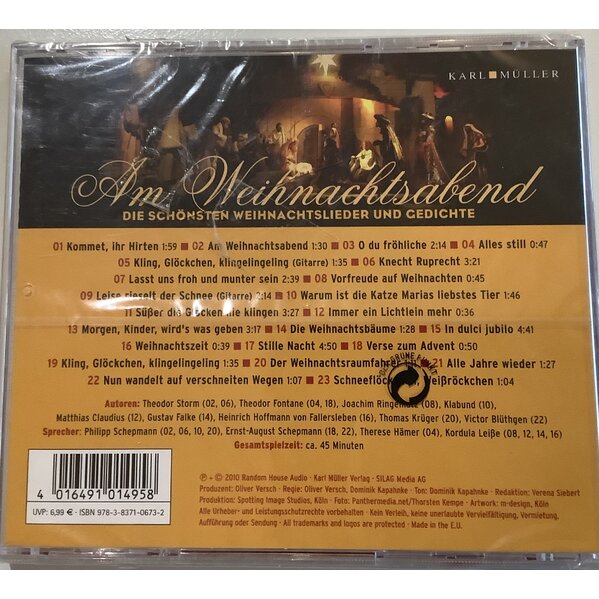 KARL MÜLLER
Am Weihnachtsabend
DIE SCHÖNSTEN WEIHNACHTSLIEDER UND GEDICHTE
01 Kommet, ihr Hirten 1:59 ■ 02 Am Weihnachtsabend 1:30 ■ 03 O du fröhliche 2:14 ■ 04 Alles still 0:47
05 Kling, Glöckchen, klingelingeling (Gitarre) 1:35 ■ 06 Knecht Ruprecht 3:21
07 Lasst uns froh und munter sein 2:39 ■ 08 Vorfreude auf Weihnachten 0:45
09 Leise rieselt der Schnee (Gitarre) 2:14 ■ 10 Warum ist die Katze Marias liebstes Tier 1:46
11 Süßer die Glocken nie klingen 3:27 ■ 12 Immer ein Lichtlein mehr 0:36
13 Morgen, Kinder, wird's was geben 3:17 ■ 14 Die Weihnachtsbäume 1:28 ■ 15 In dulci jubilo 4:41
16 Weihnachtszeit 0:39 ■ 17 Stille Nacht 4:50 ■ 18 Verse zum Advent 0:50
19 Kling, Glöckchen, klingelingeling 1:35 ■ 20 Der Weihnachtsraumfahrer ■ 21 Alle Jahre wieder 1:27
22 Nun wandelt auf verschneiten Wegen 1:07 ■ 23 Schneeflöc Weißröckchen 1:04
DER GRÜNE PUNKT
Autoren: Theodor Storm (02, 06), Theodor Fontane (04, 18), Joachim Ringelnatz (08), Klabund (10),
Matthias Claudius (12), Gustav Falke (14), Heinrich Hoffmann von Fallersleben (16), Thomas Krüger (20), Victor Blüthgen (22)
Sprecher: Philipp Schepmann (02, 06, 10, 20), Ernst-August Schepmann (18, 22), Therese Hämer (04), Kordula Leiße (08, 12, 14, 16)
Gesamtspielzeit: ca. 45 Minuten
4 016491 014958
UVP: 6,99 € · ISBN 978-3-8371-0673-2
℗ + © 2010 Random House Audio · Karl Müller Verlag · SILAG Media AG
Produzent: Oliver Versch · Regie: Oliver Versch, Dominik Kapahnke · Ton: Dominik Kapahnke · Redaktion: Verena Siebert
Produktion: Spotting Image Studios, Köln · Foto: Panthermedia.net/Thorsten Kempe · Artwork: m-design, Köln
Alle Urheber- und Leistungsschutzrechte vorbehalten · Kein Verleih, keine unerlaubte Vervielfältigung, Vermietung,
Aufführung oder Sendung · All trademarks and logos are protected · Made in the E.U.